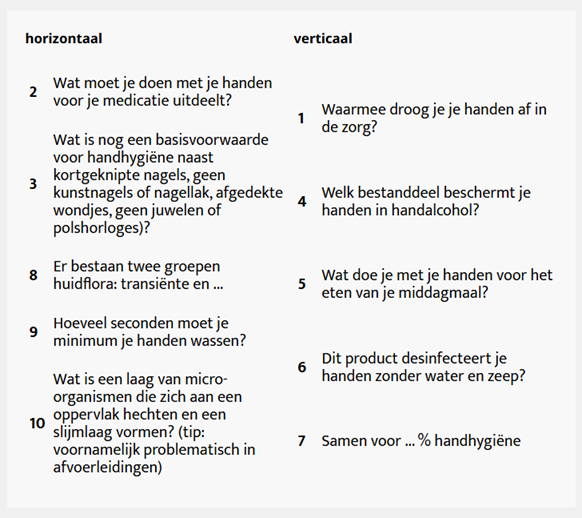 horizontaal
2 Wat moet je doen met je handen
voor je medicatie uitdeelt?
3 Wat is nog een basisvoorwaarde
voor handhygiëne naast
kortgeknipte nagels, geen
kunstnagels of nagellak, afgedekte
wondjes, geen juwelen of
polshorloges)?
8 Er bestaan twee groepen
huidflora: transiënte en ...
9 Hoeveel seconden moet je
minimum je handen wassen?
10 Wat is een laag van micro-
organismen die zich aan een
oppervlak hechten en een
slijmlaag vormen? (tip:
voornamelijk problematisch in
afvoerleidingen)
verticaal
1 Waarmee droog je je handen af in
de zorg?
4 Welk bestanddeel beschermt je
handen in handalcohol?
5 Wat doe je met je handen voor het
eten van je middagmaal?
6 Dit product desinfecteert je
handen zonder water en zeep?
7 Samen voor ... % handhygiëne